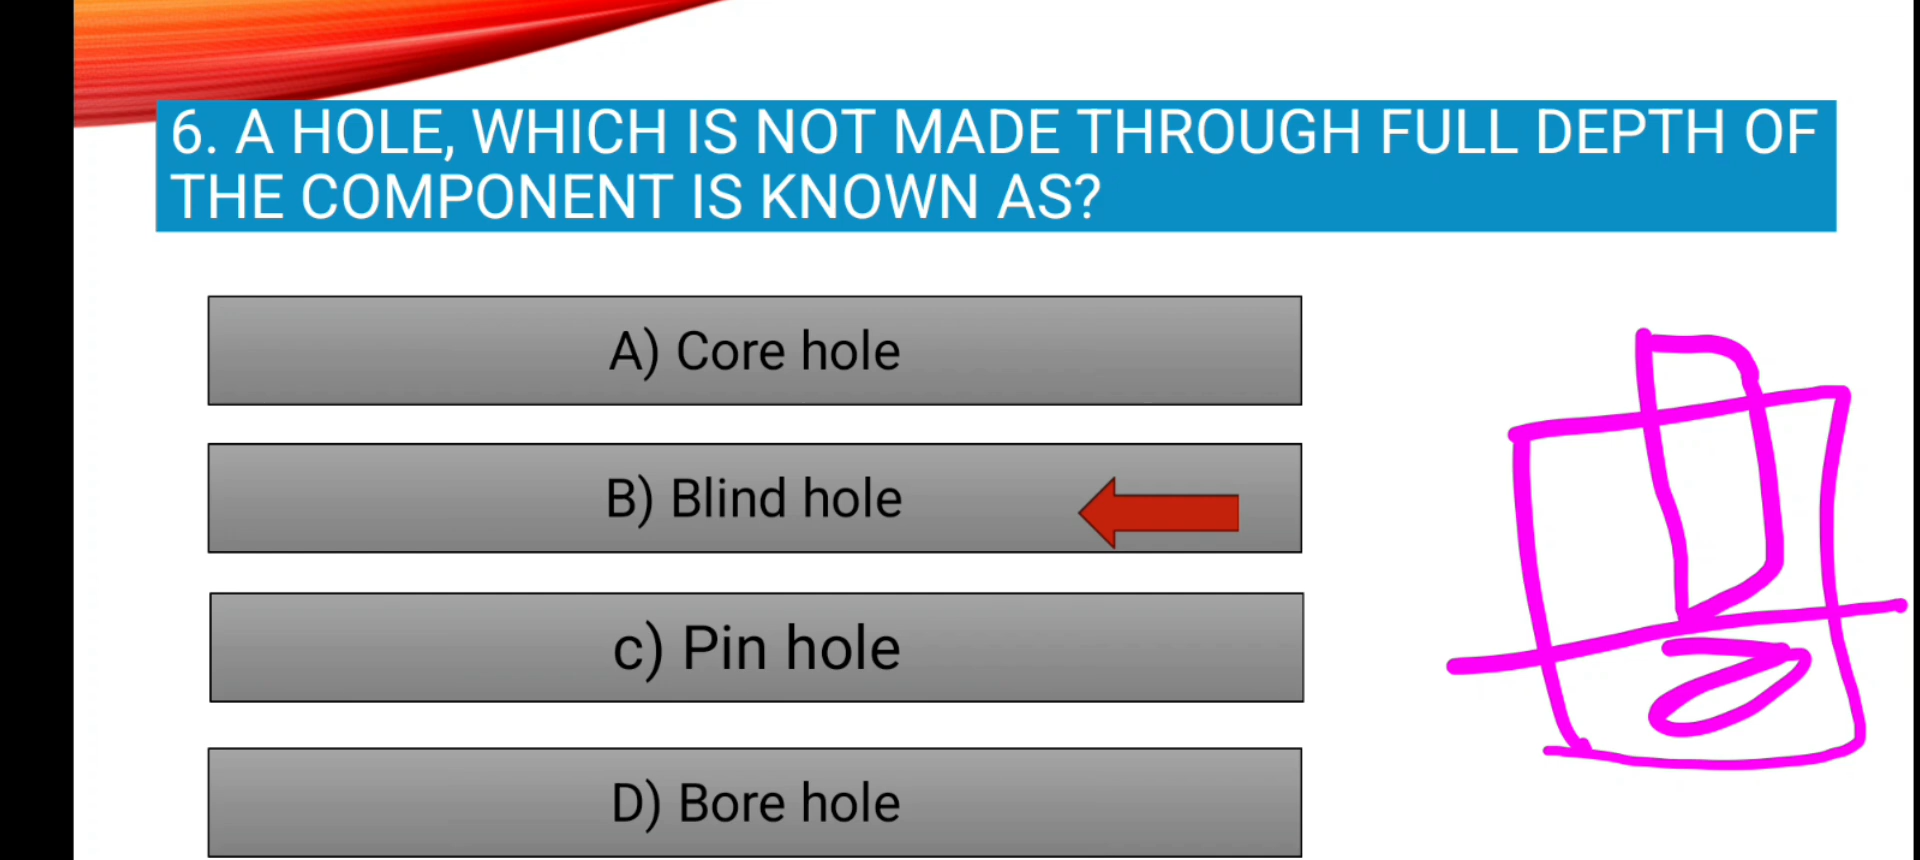 6. A HOLE, WHICH IS NOT MADE THROUGH FULL DEPTH OF
THE COMPONENT IS KNOWN AS?
A) Core hole
B) Blind hole
c) Pin hole
D) Bore hole